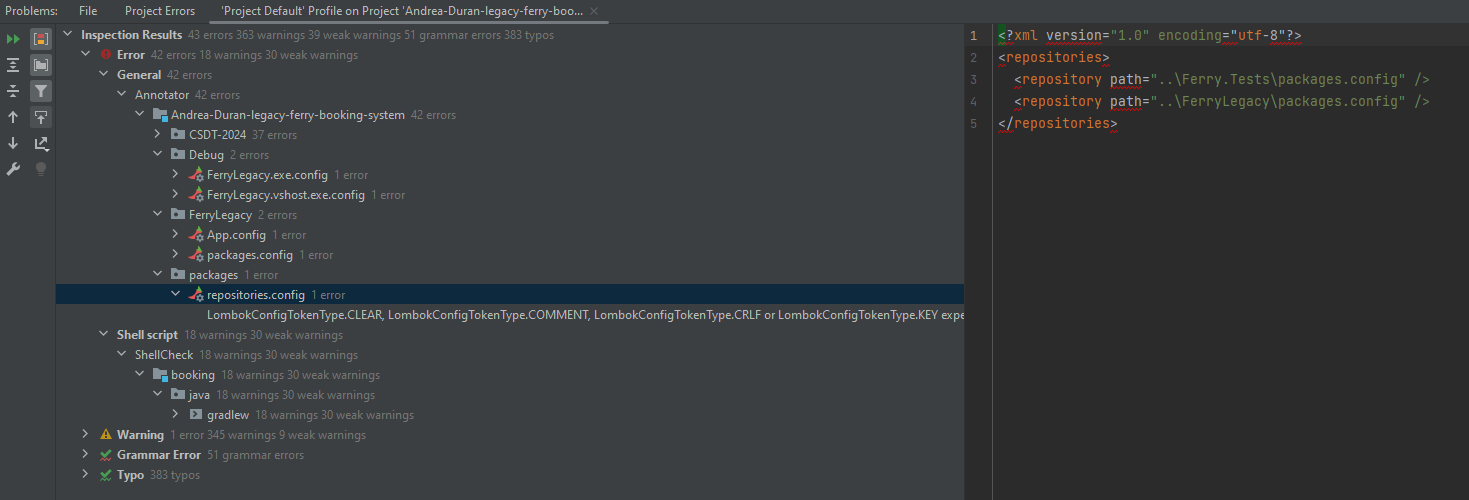 Problems: File Project Errors 'Project Default' Profile on Project 'Andrea-Duran-legacy-ferry-boo...
Inspection Results 43 errors 363 warnings 39 weak warnings 51 grammar errors 383 typos
Error 42 errors 18 warnings 30 weak warnings
General 42 errors
Annotator 42 errors
Andrea-Duran-legacy-ferry-booking-system 42 errors
CSDT-2024 37 errors
Debug 2 errors
FerryLegacy.exe.config 1 error
FerryLegacy.vshost.exe.config 1 error
FerryLegacy 2 errors
App.config 1 error
packages.config 1 error
packages 1 error
repositories.config 1 error
LombokConfigTokenType.CLEAR, LombokConfigTokenType.COMMENT, LombokConfigTokenType.CRLF or LombokConfigTokenType.KEY expe
Shell script 18 warnings 30 weak warnings
ShellCheck 18 warnings 30 weak warnings
booking 18 warnings 30 weak warnings
java 18 warnings 30 weak warnings
gradlew 18 warnings 30 weak warnings
Warning 1 error 345 warnings 9 weak warnings
Grammar Error 51 grammar errors
Typo 383 typos
1 <?xml version="1.0" encoding="utf-8"?>
2 <repositories>
3 <repository path="..\Ferry.Tests\packages.config" />
4 <repository path="..\FerryLegacy\packages.config" />
5 </repositories>